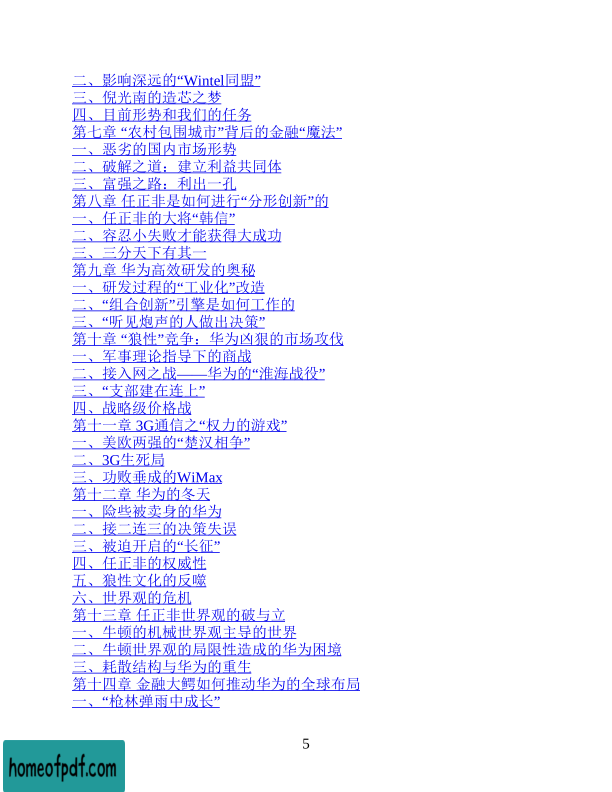 二、影响深远的“Wintel同盟”
三、倪光南的造芯之梦
四、目前形势和我们的任务
第七章 “农村包围城市”背后的金融“魔法”
一、恶劣的国内市场形势
二、破解之道：建立利益共同体
三、富强之路：利出一孔
第八章 任正非是如何进行“分形创新”的
一、任正非的大将“韩信”
二、容忍小失败才能获得大成功
三、三分天下有其一
第九章 华为高效研发的奥秘
一、研发过程的“工业化”改造
二、“组合创新”引擎是如何工作的
三、“听见炮声的人做出决策”
第十章 “狼性”竞争：华为凶狠的市场攻伐
一、军事理论指导下的商战
二、接入网之战——华为的“淮海战役”
三、“支部建在连上”
四、战略级价格战
第十一章 3G通信之“权力的游戏”
一、美欧两强的“楚汉相争”
二、3G生死局
三、功败垂成的WiMax
第十二章 华为的冬天
一、险些被卖身的华为
二、接二连三的决策失误
三、被迫开启的“长征”
四、任正非的权威性
五、狼性文化的反噬
六、世界观的危机
第十三章 任正非世界观的破与立
一、牛顿的机械世界观主导的世界
二、牛顿世界观的局限性造成的华为困境
三、耗散结构与华为的重生
第十四章 金融大鳄如何推动华为的全球布局
一、“枪林弹雨中成长”
5
homeofpdf.com